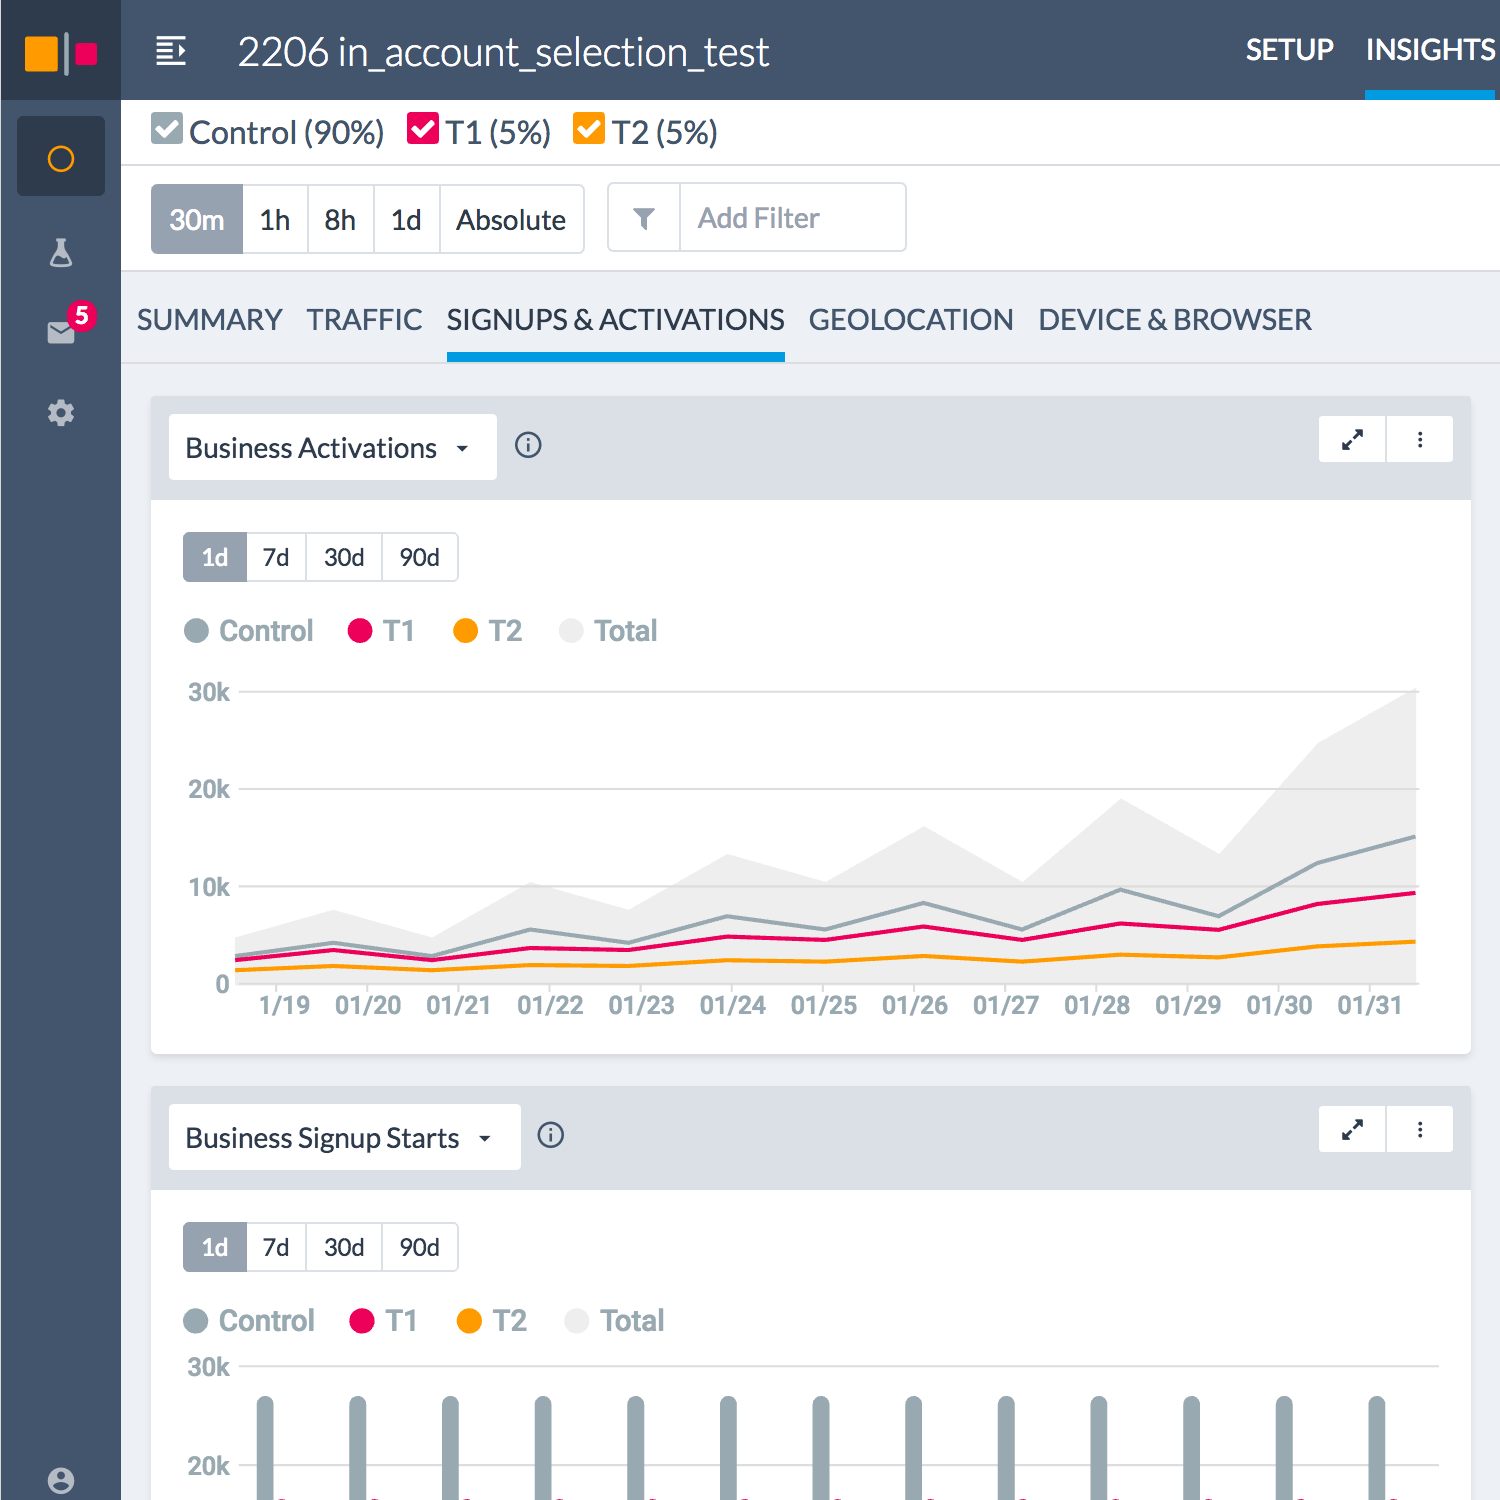 2206 in_account_selection_test
SETUP INSIGHTS
Control (90%) T1 (5%) T2 (5%)
30m 1h 8h 1d Absolute Add Filter
5
SUMMARY TRAFFIC SIGNUPS & ACTIVATIONS GEOLOCATION DEVICE & BROWSER
Business Activations
1d 7d 30d 90d
Control T1 T2 Total
30k
20k
10k
0
1/19 01/20 01/21 01/22 01/23 01/24 01/25 01/26 01/27 01/28 01/29 01/30 01/31
Business Signup Starts
1d 7d 30d 90d
Control T1 T2 Total
30k
20k